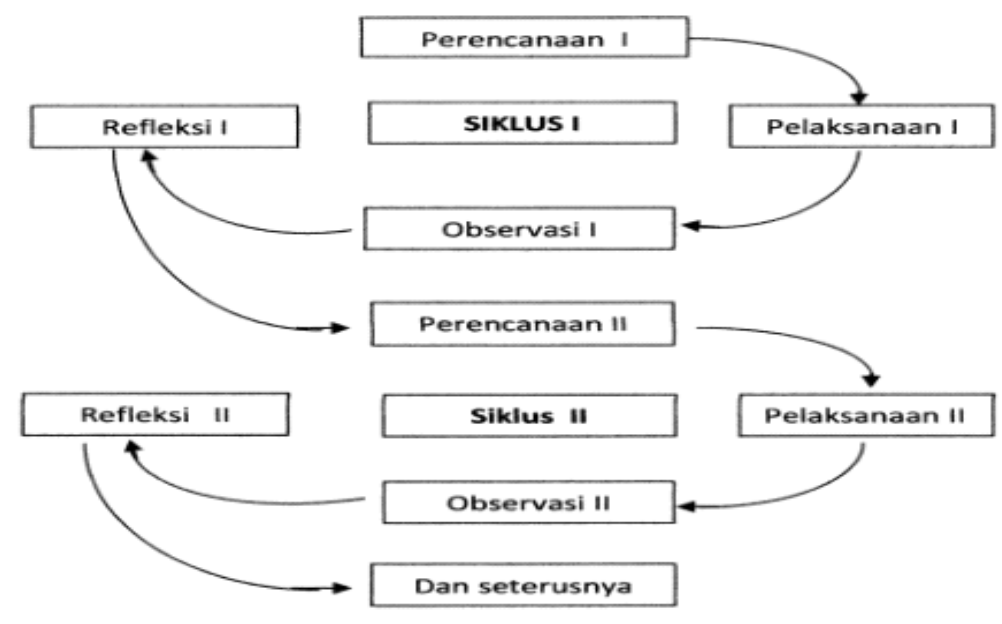 Perencanaan I
Refleksi I
SIKLUS I
Pelaksanaan I
Observasi I
Perencanaan II
Refleksi II
Siklus II
Pelaksanaan II
Observasi II
Dan seterusnya